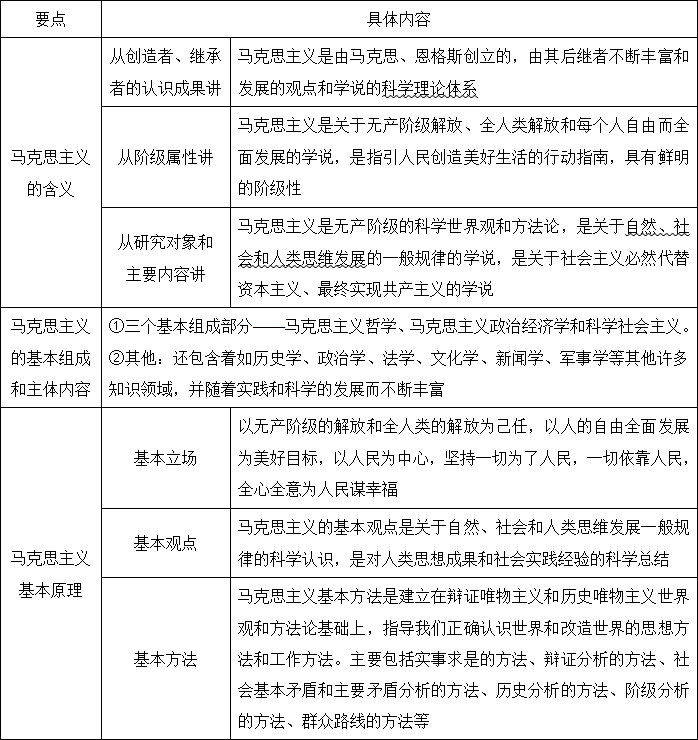 要点
具体内容
马克思主义
的含义
从创造者、继承
者的认识成果讲
马克思主义是由马克思、恩格斯创立的，由其后继者不断丰富和
发展的观点和学说的科学理论体系
从阶级属性讲
马克思主义是关于无产阶级解放、全人类解放和每个人自由而全
面发展的学说，是指引人民创造美好生活的行动指南，具有鲜明
的阶级性
从研究对象和
主要内容讲
马克思主义是无产阶级的科学世界观和方法论，是关于自然、社
会和人类思维发展的一般规律的学说，是关于社会主义必然代替
资本主义、最终实现共产主义的学说
马克思主义
的基本组成
和主体内容
①三个基本组成部分——马克思主义哲学、马克思主义政治经济学和科学社会主义。
②其他：还包含着如历史学、政治学、法学、文化学、新闻学、军事学等其他许多
知识领域，并随着实践和科学的发展而不断丰富
马克思主义
基本原理
基本立场
以无产阶级的解放和全人类的解放为己任，以人的自由全面发展
为美好目标，以人民为中心，坚持一切为了人民，一切依靠人民，
全心全意为人民谋幸福
基本观点
马克思主义的基本观点是关于自然、社会和人类思维发展一般规
律的科学认识，是对人类思想成果和社会实践经验的科学总结
基本方法
马克思主义基本方法是建立在辩证唯物主义和历史唯物主义世界
观和方法论基础上，指导我们正确认识世界和改造世界的思想方
法和工作方法。主要包括实事求是的方法、辩证分析的方法、社
会基本矛盾和主要矛盾分析的方法、历史分析的方法、阶级分析
的方法、群众路线的方法等